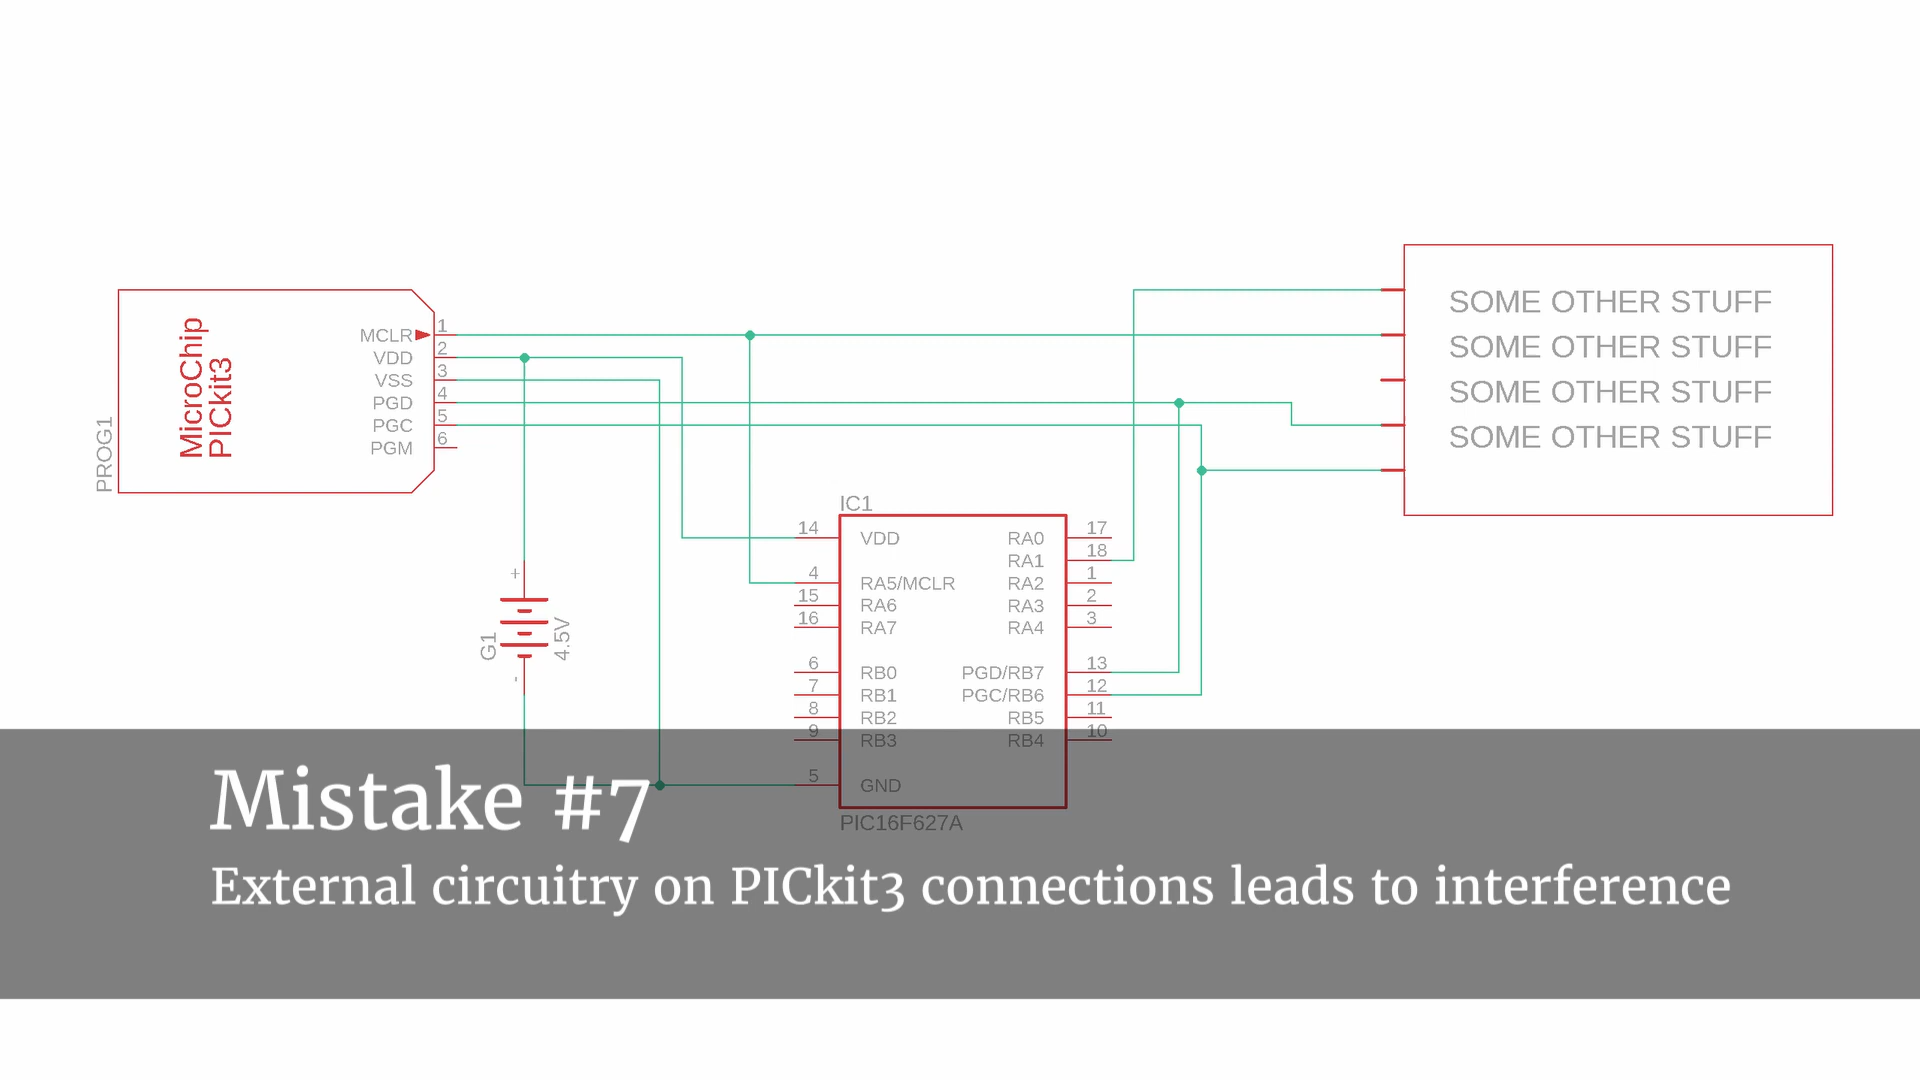 PROG1
MicroChip
PICkit3
MCLR 1
VDD 2
VSS 3
PGD 4
PGC 5
PGM 6
SOME OTHER STUFF
SOME OTHER STUFF
SOME OTHER STUFF
SOME OTHER STUFF
G1
+
-
4.5V
IC1
14 VDD RA0 17
RA1 18
4 RA5/MCLR RA2 1
15 RA6 RA3 2
16 RA7 RA4 3
6 RB0 PGD/RB7 13
7 RB1 PGC/RB6 12
8 RB2 RB5 11
9 RB3 RB4 10
5 GND
PIC16F627A
Mistake #7
External circuitry on PICkit3 connections leads to interference